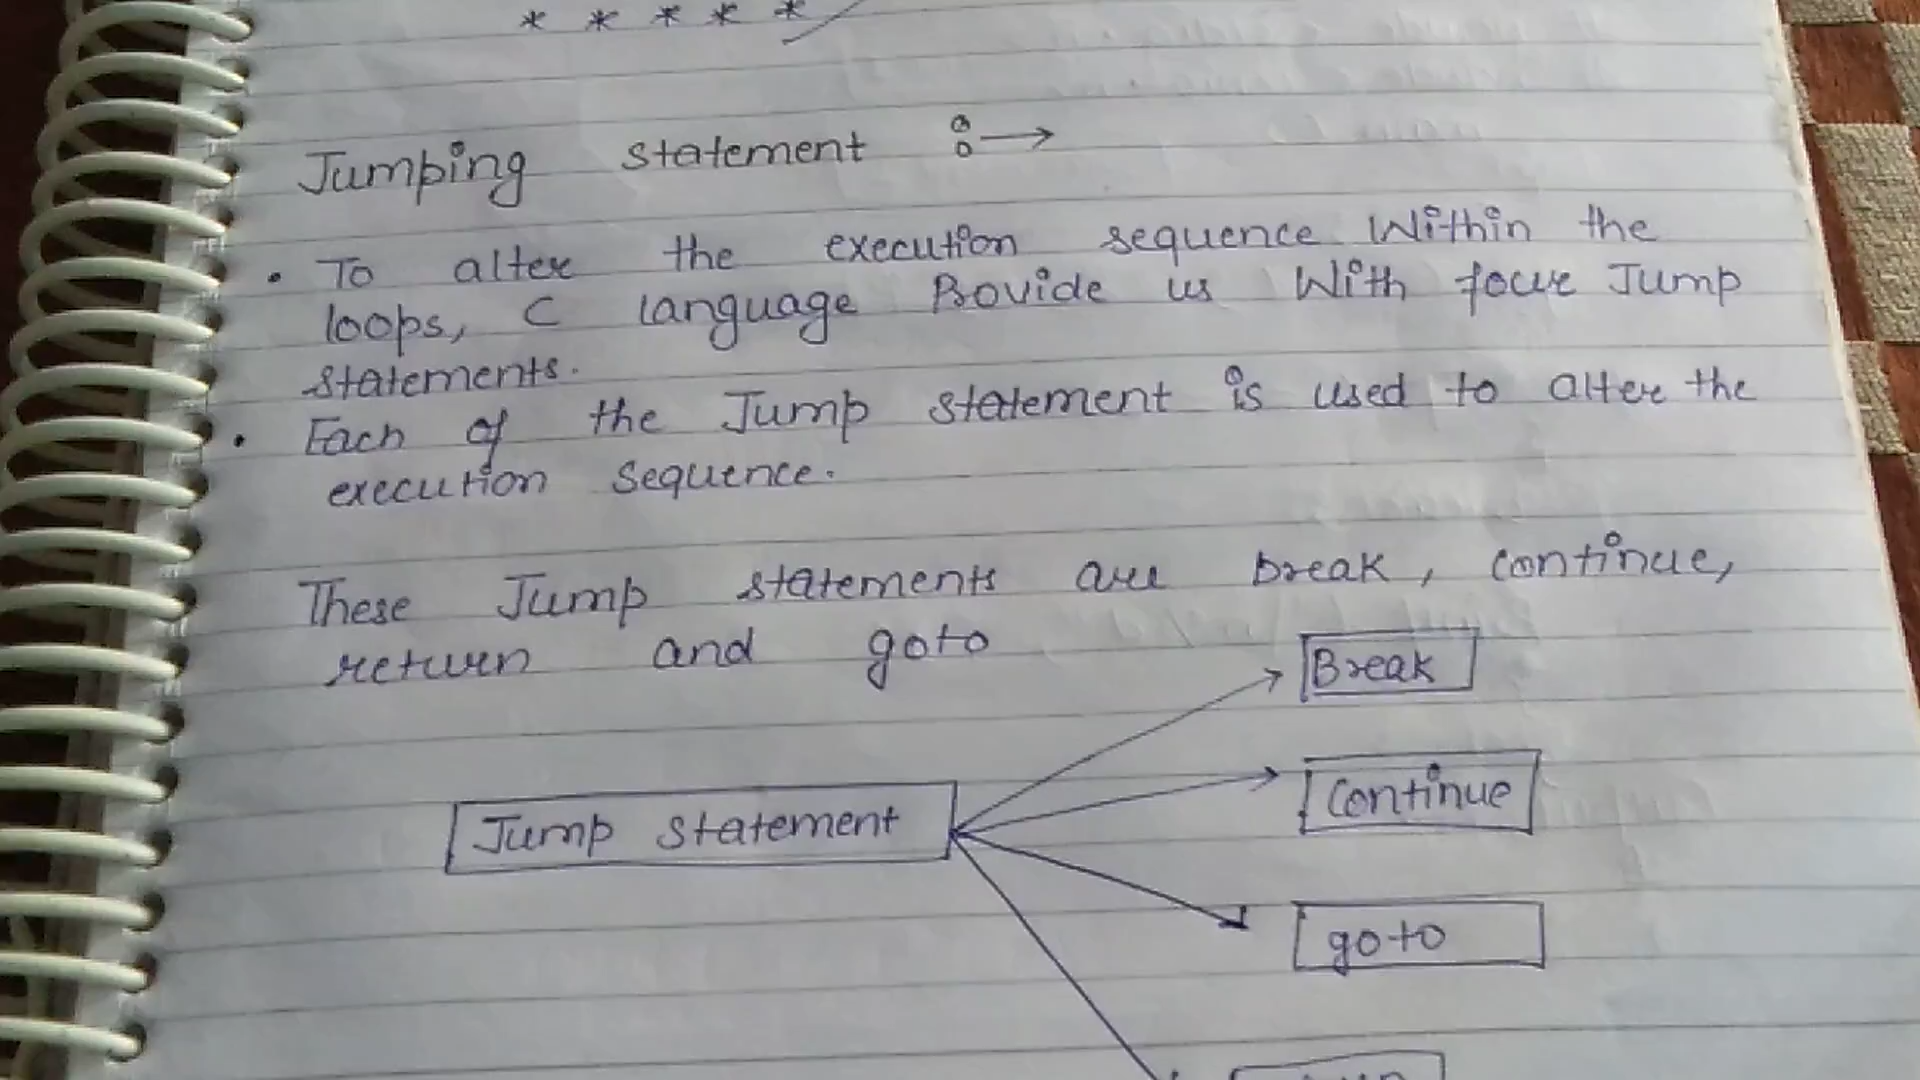 * * * * *
Jumping statement :→
• To alter the execution sequence Within the
loops, C language Provide us With four Jump
statements.
• Each of the Jump statement is used to alter the
execution sequence.
These Jump statements are break, continue,
return and goto
Break
Continue
Jump statement
goto